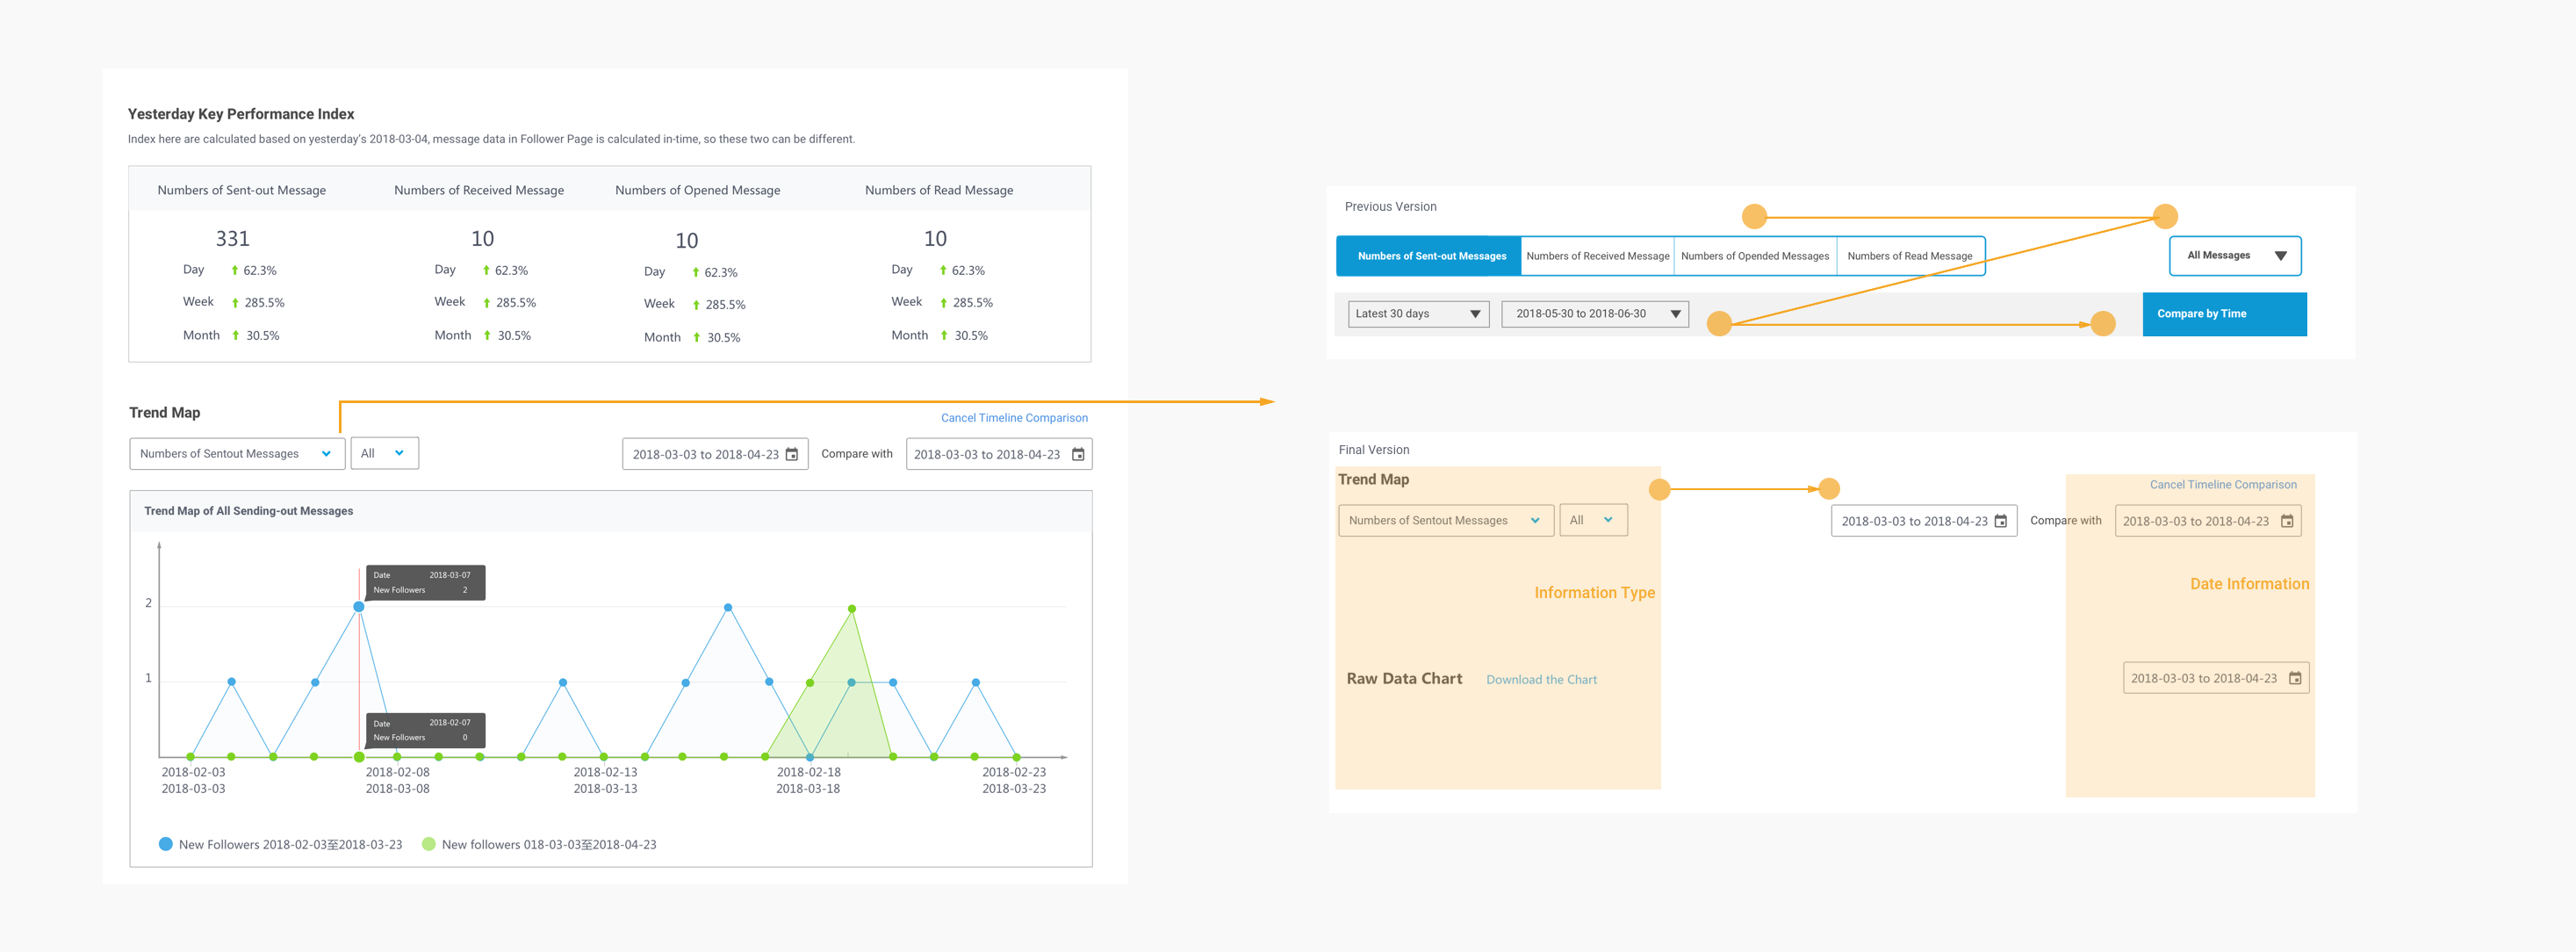 Yesterday Key Performance Index
Index here are calculated based on yesterday's 2018-03-04, message data in Follower Page is calculated in-time, so these two can be different.
Numbers of Sent-out Message Numbers of Received Message Numbers of Opened Message Numbers of Read Message
331 10 10 10
Day 62.3% Day 62.3% Day 62.3% Day 62.3%
Week 285.5% Week 285.5% Week 285.5% Week 285.5%
Month 30.5% Month 30.5% Month 30.5% Month 30.5%
Trend Map
Cancel Timeline Comparison
Numbers of Sentout Messages All 2018-03-03 to 2018-04-23 Compare with 2018-03-03 to 2018-04-23
Trend Map of All Sending-out Messages
Date 2018-03-07
New Followers 2
2
1
Date 2018-02-07
New Followers 0
2018-02-03 2018-02-08 2018-02-13 2018-02-18 2018-02-23
2018-03-03 2018-03-08 2018-03-13 2018-03-18 2018-03-23
New Followers 2018-02-03至2018-03-23 New followers 018-03-03至2018-04-23
Previous Version
Numbers of Sent-out Messages Numbers of Received Message Numbers of Opended Messages Numbers of Read Message All Messages
Latest 30 days 2018-05-30 to 2018-06-30 Compare by Time
Final Version
Trend Map
Cancel Timeline Comparison
Numbers of Sentout Messages All 2018-03-03 to 2018-04-23 Compare with 2018-03-03 to 2018-04-23
Information Type Date Information
Raw Data Chart Download the Chart 2018-03-03 to 2018-04-23